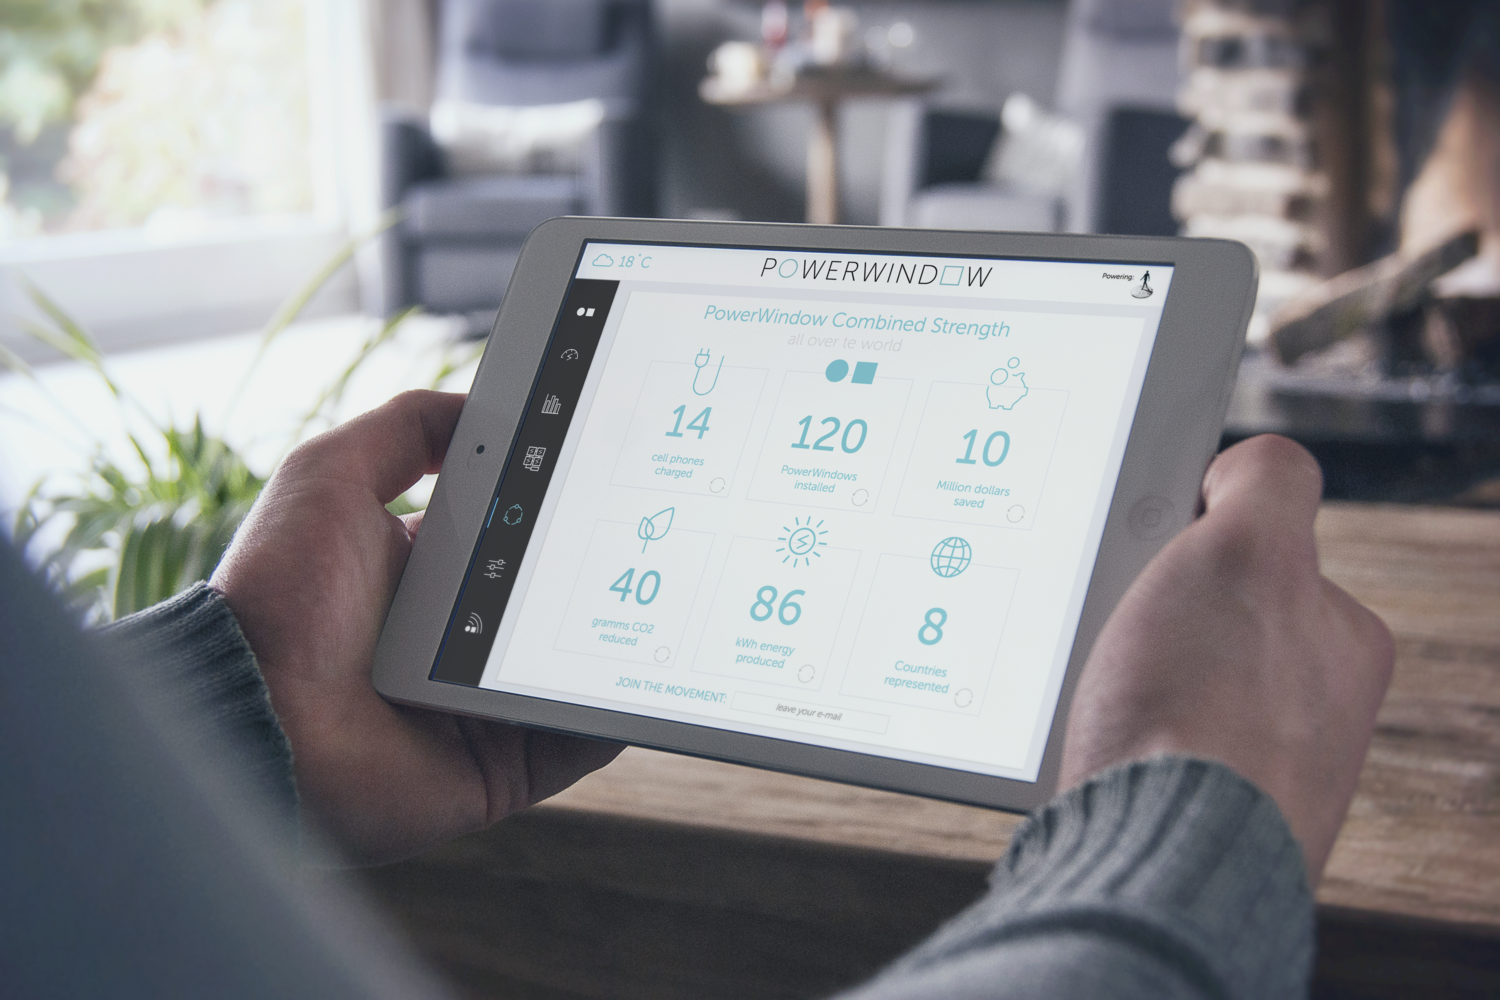 18°C
POWERWINDOW
Powering:
PowerWindow Combined Strength
all over te world
14
cell phones
charged
120
PowerWindows
installed
10
Million dollars
saved
40
gramms CO2
reduced
86
kWh energy
produced
8
Countries
represented
JOIN THE MOVEMENT:
leave your e-mail